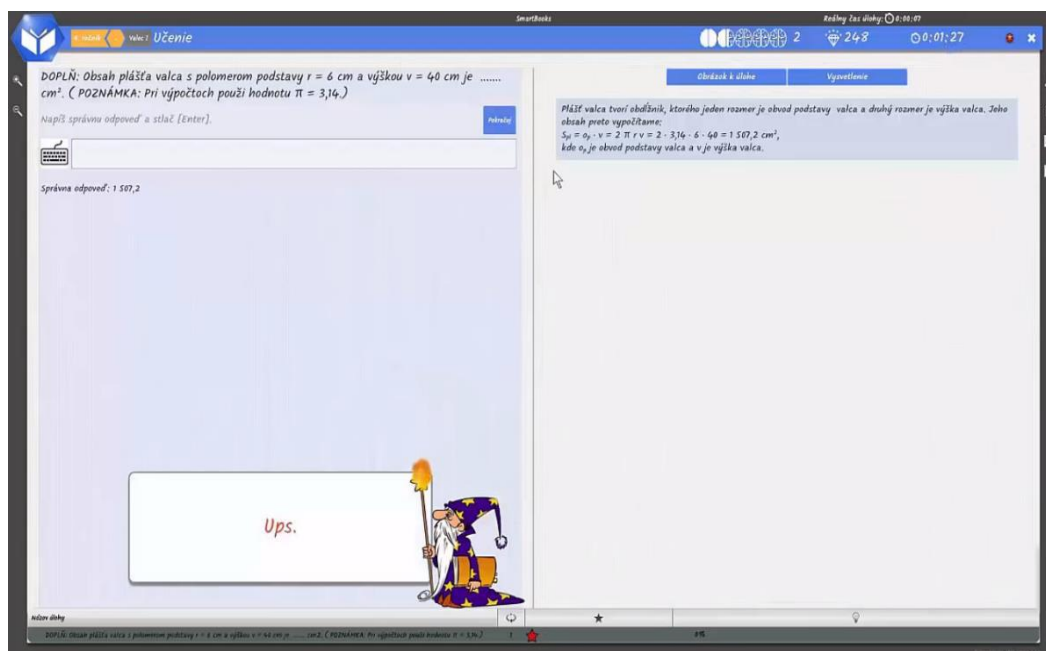 SmartBooks
Reálny čas úlohy: 0:00:07
Valec I Učenie
2 248 0:01:27
DOPLŇ: Obsah plášťa valca s polomerom podstavy r = 6 cm a výškou v = 40 cm je .......
cm². ( POZNÁMKA: Pri výpočtoch použi hodnotu π = 3,14.)
Napíš správnu odpoveď a stlač [Enter].
Pokračuj
Správna odpoveď: 1 507,2
Obrázok k úlohe Vysvetlenie
Plášť valca tvorí obdĺžnik, ktorého jeden rozmer je obvod podstavy valca a druhý rozmer je výška valca. Jeho
obsah preto vypočítame:
Sₚₗ = oₚ · v = 2 π r v = 2 · 3,14 · 6 · 40 = 1 507,2 cm²,
kde oₚ je obvod podstavy valca a v je výška valca.
Ups.
Názov úlohy
DOPLŇ: Obsah plášťa valca s polomerom podstavy r = 6 cm a výškou v = 40 cm je ....... cm2. ( POZNÁMKA: Pri výpočtoch použi hodnotu π = 3,14.) 1